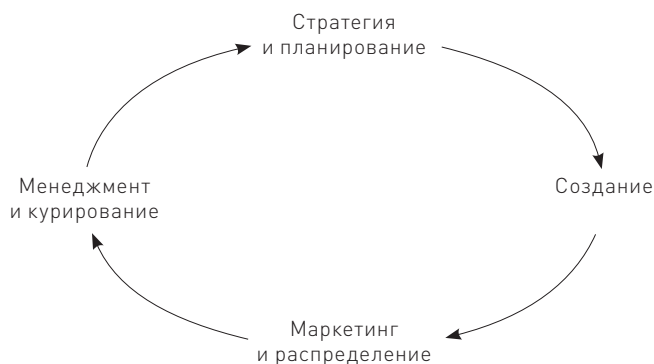 Стратегия
и планирование
Менеджмент
и курирование
Создание
Маркетинг
и распределение